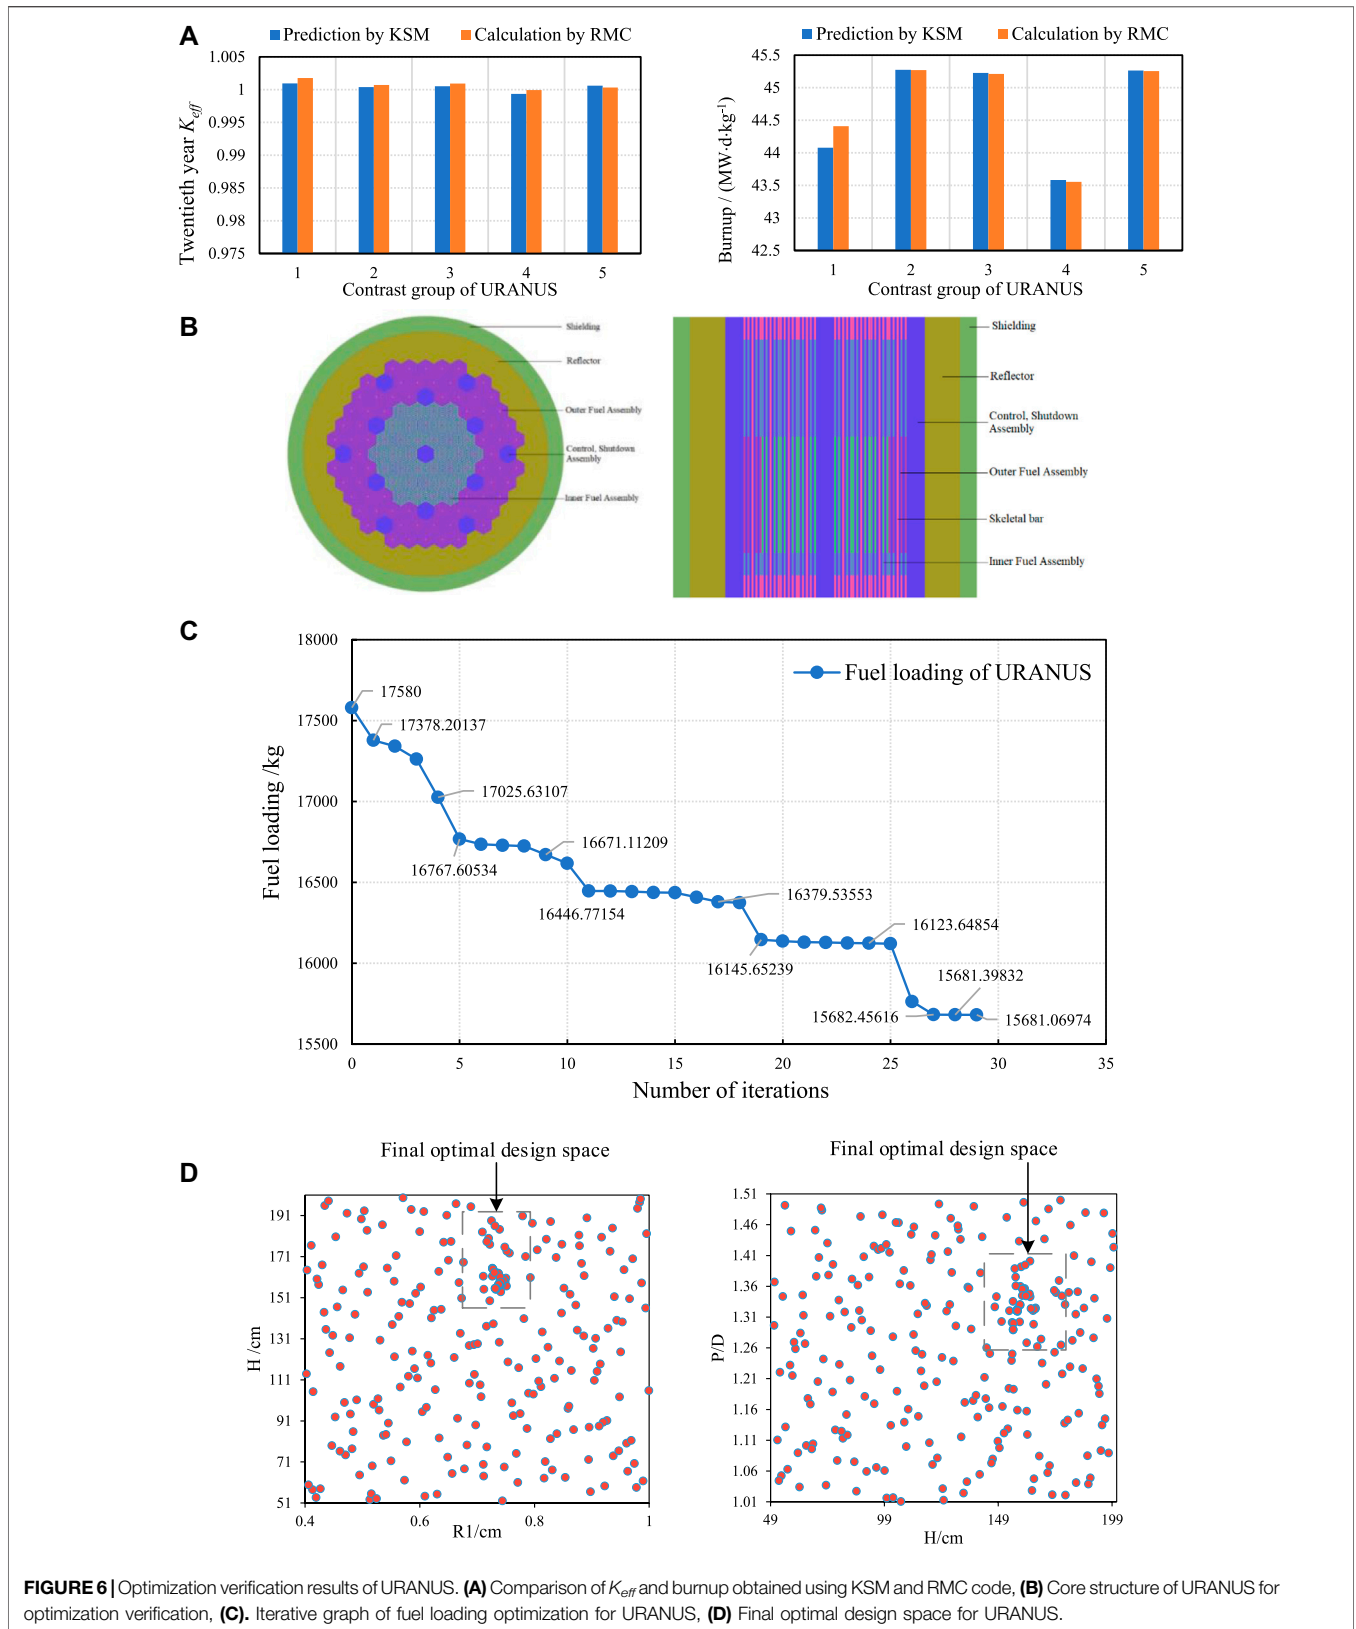 A
Prediction by KSM Calculation by RMC
1.005
1
0.995
0.99
0.985
0.98
0.975
Twentieth year Keff
1 2 3 4 5
Contrast group of URANUS
Prediction by KSM Calculation by RMC
45.5
45
44.5
44
43.5
43
42.5
Burnup / (MW·d·kg-1)
1 2 3 4 5
Contrast group of URANUS
B
Shielding
Reflector
Outer Fuel Assembly
Control, Shutdown
Assembly
Inner Fuel Assembly
Shielding
Reflector
Control, Shutdown
Assembly
Outer Fuel Assembly
Skeletal bar
Inner Fuel Assembly
C
18000
17500
17000
16500
16000
15500
Fuel loading /kg
Fuel loading of URANUS
17580
17378.20137
17025.63107
16767.60534
16671.11209
16446.77154
16379.53553
16145.65239
16123.64854
15682.45616
15681.39832
15681.06974
0 5 10 15 20 25 30 35
Number of iterations
D
Final optimal design space
191
171
151
131
111
91
71
51
H /cm
0.4 0.6 0.8 1
R1/cm
Final optimal design space
1.51
1.46
1.41
1.36
1.31
1.26
1.21
1.16
1.11
1.06
1.01
P/D
49 99 149 199
H/cm
FIGURE 6 | Optimization verification results of URANUS. (A) Comparison of Keff and burnup obtained using KSM and RMC code, (B) Core structure of URANUS for
optimization verification, (C). Iterative graph of fuel loading optimization for URANUS, (D) Final optimal design space for URANUS.